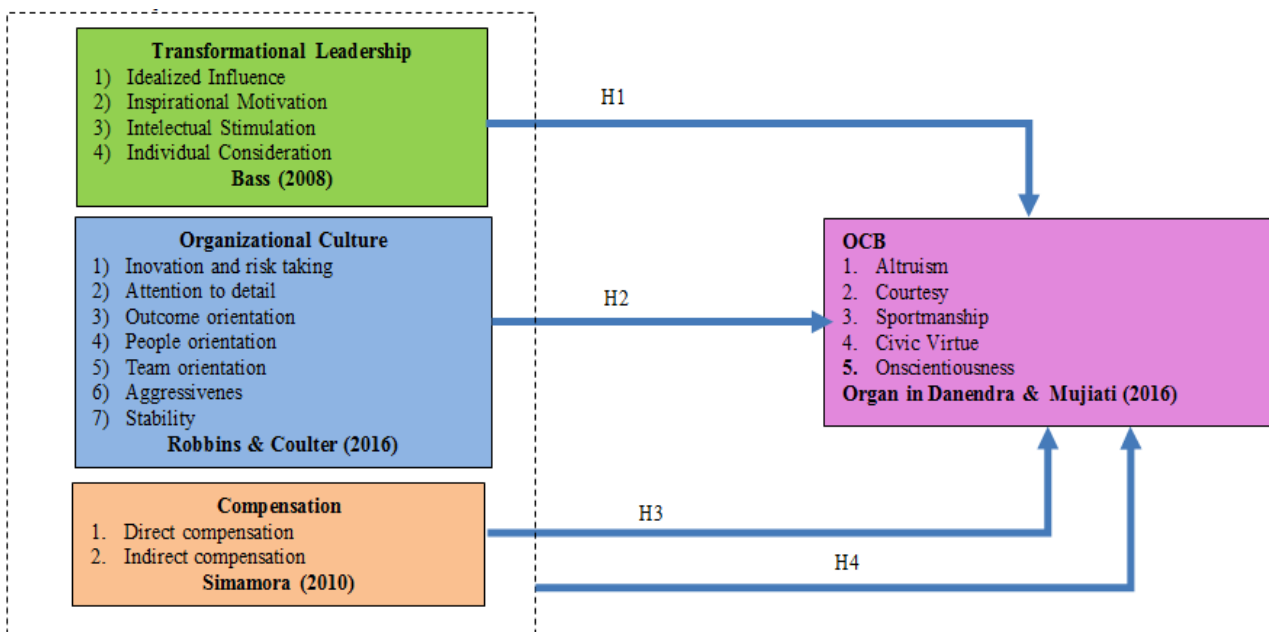 Transformational Leadership
1) Idealized Influence
2) Inspirational Motivation
3) Intelectual Stimulation
4) Individual Consideration
Bass (2008)
H1
Organizational Culture
1) Inovation and risk taking
2) Attention to detail
3) Outcome orientation
4) People orientation
5) Team orientation
6) Aggressivenes
7) Stability
Robbins & Coulter (2016)
H2
OCB
1. Altruism
2. Courtesy
3. Sportmanship
4. Civic Virtue
5. Onscientiousness
Organ in Danendra & Mujiati (2016)
Compensation
1. Direct compensation
2. Indirect compensation
Simamora (2010)
H3
H4